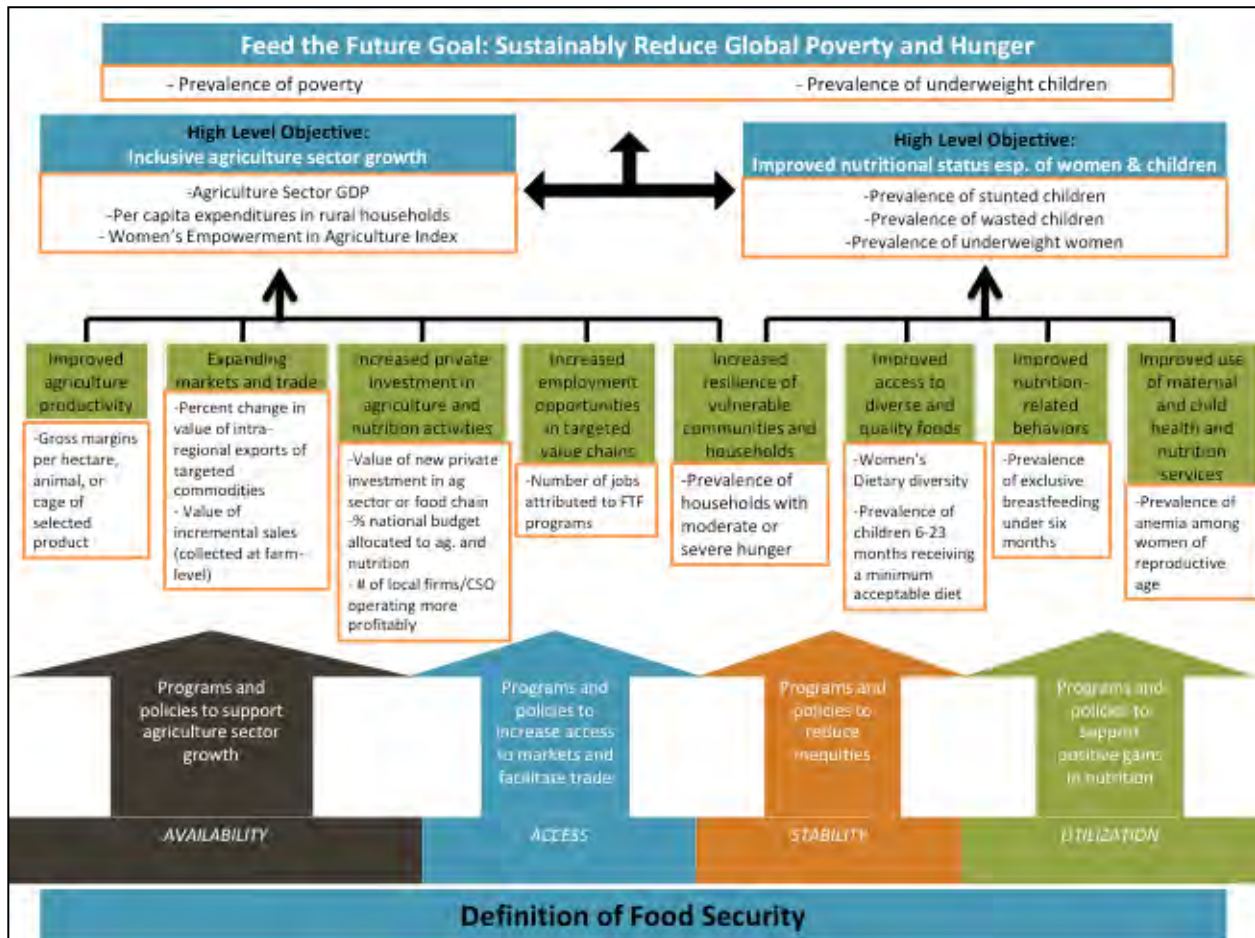 Feed the Future Goal: Sustainably Reduce Global Poverty and Hunger
- Prevalence of poverty
- Prevalence of underweight children
High Level Objective:
Inclusive agriculture sector growth
-Agriculture Sector GDP
-Per capita expenditures in rural households
- Women's Empowerment in Agriculture Index
High Level Objective:
Improved nutritional status esp. of women & children
-Prevalence of stunted children
-Prevalence of wasted children
-Prevalence of underweight women
Improved
agriculture
productivity
-Gross margins
per hectare,
animal, or
cage of
selected
product
Expanding
markets and trade
-Percent change in
value of intra-
regional exports of
targeted
commodities
- Value of
incremental sales
(collected at farm-
level)
Increased private
investment in
agriculture and
nutrition activities
-Value of new private
investment in ag
sector or food chain
-% national budget
allocated to ag. and
nutrition
- # of local firms/CSO
operating more
profitably
Increased
employment
opportunities
in targeted
value chains
-Number of jobs
attributed to FTF
programs
Increased
resilience of
vulnerable
communities and
households
-Prevalence of
households with
moderate or
severe hunger
Improved
access to
diverse and
quality foods
-Women's
Dietary diversity
-Prevalence of
children 6-23
months receiving
a minimum
acceptable diet
Improved
nutrition-
related
behaviors
-Prevalence
of exclusive
breastfeeding
under six
months
Improved use
of maternal
and child
health and
nutrition
services
-Prevalence of
anemia among
women of
reproductive
age
Programs and
policies to support
agriculture sector
growth
Programs and
policies to
increase access
to markets and
facilitate trade
Programs and
policies to
reduce
inequities
Programs and
policies to
support
positive gains
in nutrition
AVAILABILITY
ACCESS
STABILITY
UTILIZATION
Definition of Food Security